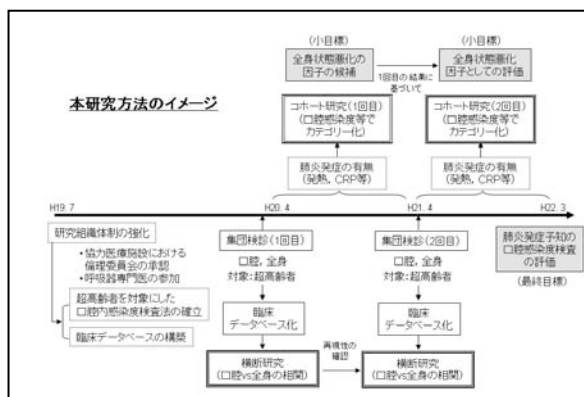 (小目標)
(小目標)
全身状態悪化の
因子の候補
全身状態悪化
因子としての評価
1回目の結果に
基づいて
本研究方法のイメージ
コホート研究(1回目)
(口腔感染度等で
カテゴリー化)
コホート研究(2回目)
(口腔感染度等で
カテゴリー化)
肺炎発症の有無
(発熱, CRP等)
肺炎発症の有無
(発熱, CRP等)
H19. 7
H20. 4
H21. 4
H22. 3
研究組織体制の強化
・協力医療施設における
倫理委員会の承認
・呼吸器専門医の参加
超高齢者を対象にした
口腔内感染度検査法の確立
臨床データベースの構築
集団検診(1回目)
口腔, 全身
対象:超高齢者
臨床
データベース化
横断研究
(口腔vs全身の相関)
再現性の
確認
集団検診(2回目)
口腔, 全身
対象:超高齢者
臨床
データベース化
横断研究
(口腔vs全身の相関)
肺炎発症予知の
口腔感染度検査
の評価
(最終目標)